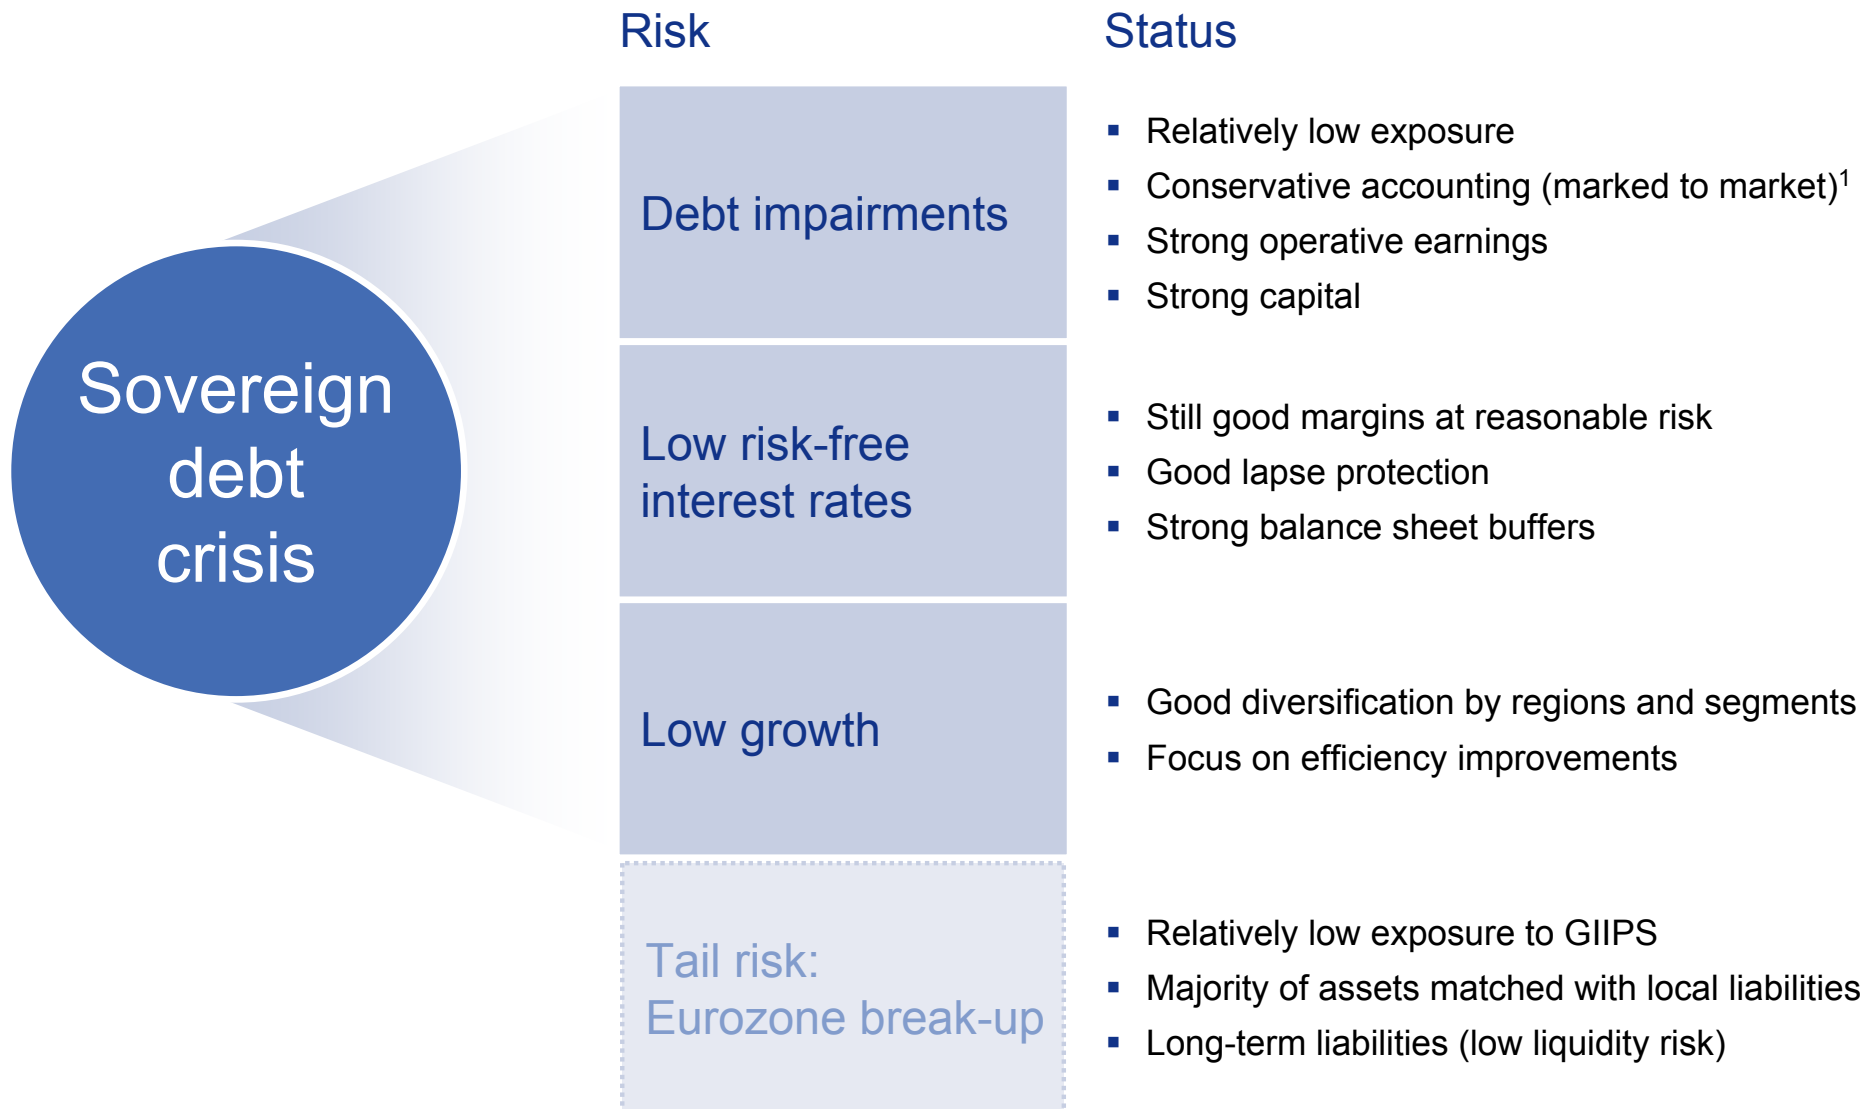 Risk
Status
Sovereign
debt
crisis
Debt impairments
▪ Relatively low exposure
▪ Conservative accounting (marked to market)¹
▪ Strong operative earnings
▪ Strong capital
Low risk-free
interest rates
▪ Still good margins at reasonable risk
▪ Good lapse protection
▪ Strong balance sheet buffers
Low growth
▪ Good diversification by regions and segments
▪ Focus on efficiency improvements
Tail risk:
Eurozone break-up
▪ Relatively low exposure to GIIPS
▪ Majority of assets matched with local liabilities
▪ Long-term liabilities (low liquidity risk)